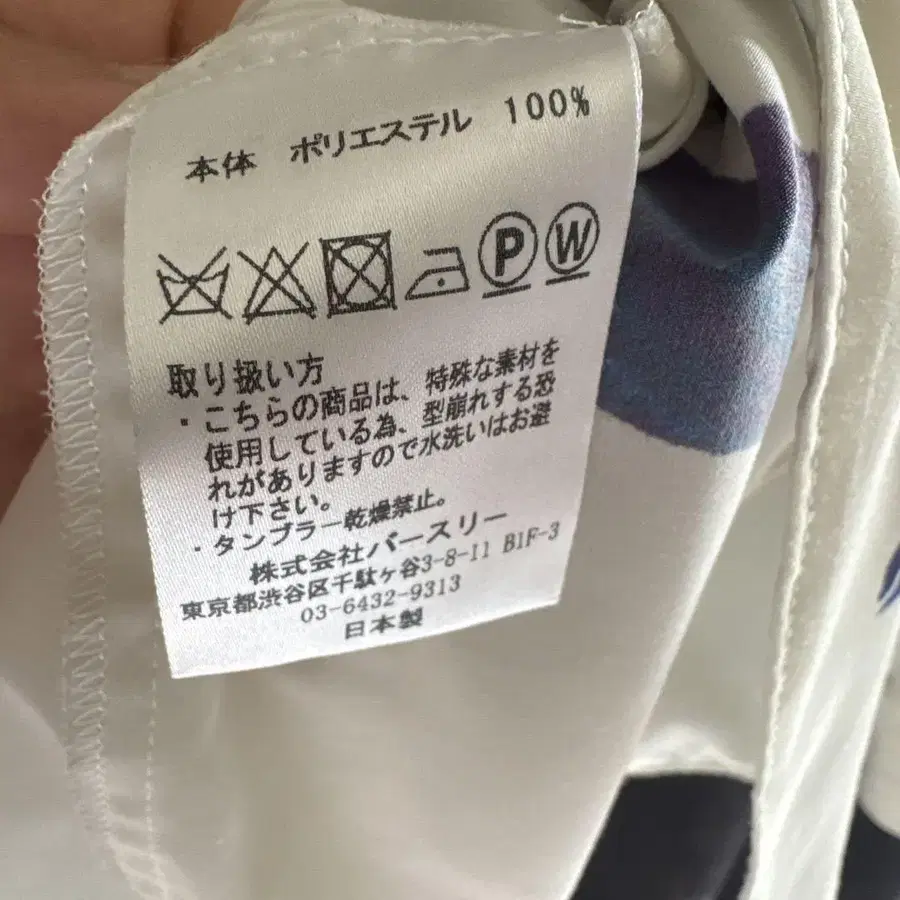 本体　ポリエステル　100%
P W
取り扱い方
・こちらの商品は、特殊な素材を
使用している為、型崩れする恐
れがありますので水洗いはお避
け下さい。
・タンブラー乾燥禁止。
株式会社バースリー
東京都渋谷区千駄ヶ谷3-8-11 B1F-3
03-6432-9313
日本製